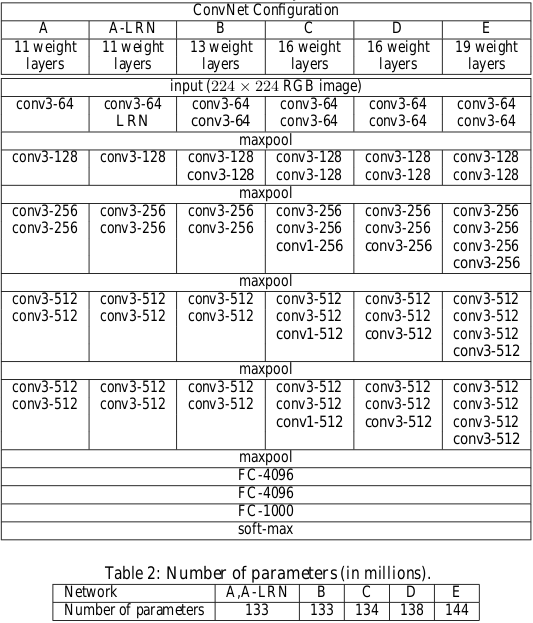 ConvNet Configuration
A A-LRN B C D E
11 weight 11 weight 13 weight 16 weight 16 weight 19 weight
layers layers layers layers layers layers
input (224 × 224 RGB image)
conv3-64 conv3-64 conv3-64 conv3-64 conv3-64 conv3-64
LRN conv3-64 conv3-64 conv3-64 conv3-64
maxpool
conv3-128 conv3-128 conv3-128 conv3-128 conv3-128 conv3-128
conv3-128 conv3-128 conv3-128 conv3-128
maxpool
conv3-256 conv3-256 conv3-256 conv3-256 conv3-256 conv3-256
conv3-256 conv3-256 conv3-256 conv3-256 conv3-256 conv3-256
conv1-256 conv3-256 conv3-256
conv3-256
maxpool
conv3-512 conv3-512 conv3-512 conv3-512 conv3-512 conv3-512
conv3-512 conv3-512 conv3-512 conv3-512 conv3-512 conv3-512
conv1-512 conv3-512 conv3-512
conv3-512
maxpool
conv3-512 conv3-512 conv3-512 conv3-512 conv3-512 conv3-512
conv3-512 conv3-512 conv3-512 conv3-512 conv3-512 conv3-512
conv1-512 conv3-512 conv3-512
conv3-512
maxpool
FC-4096
FC-4096
FC-1000
soft-max
Table 2: Number of parameters (in millions).
Network A,A-LRN B C D E
Number of parameters 133 133 134 138 144